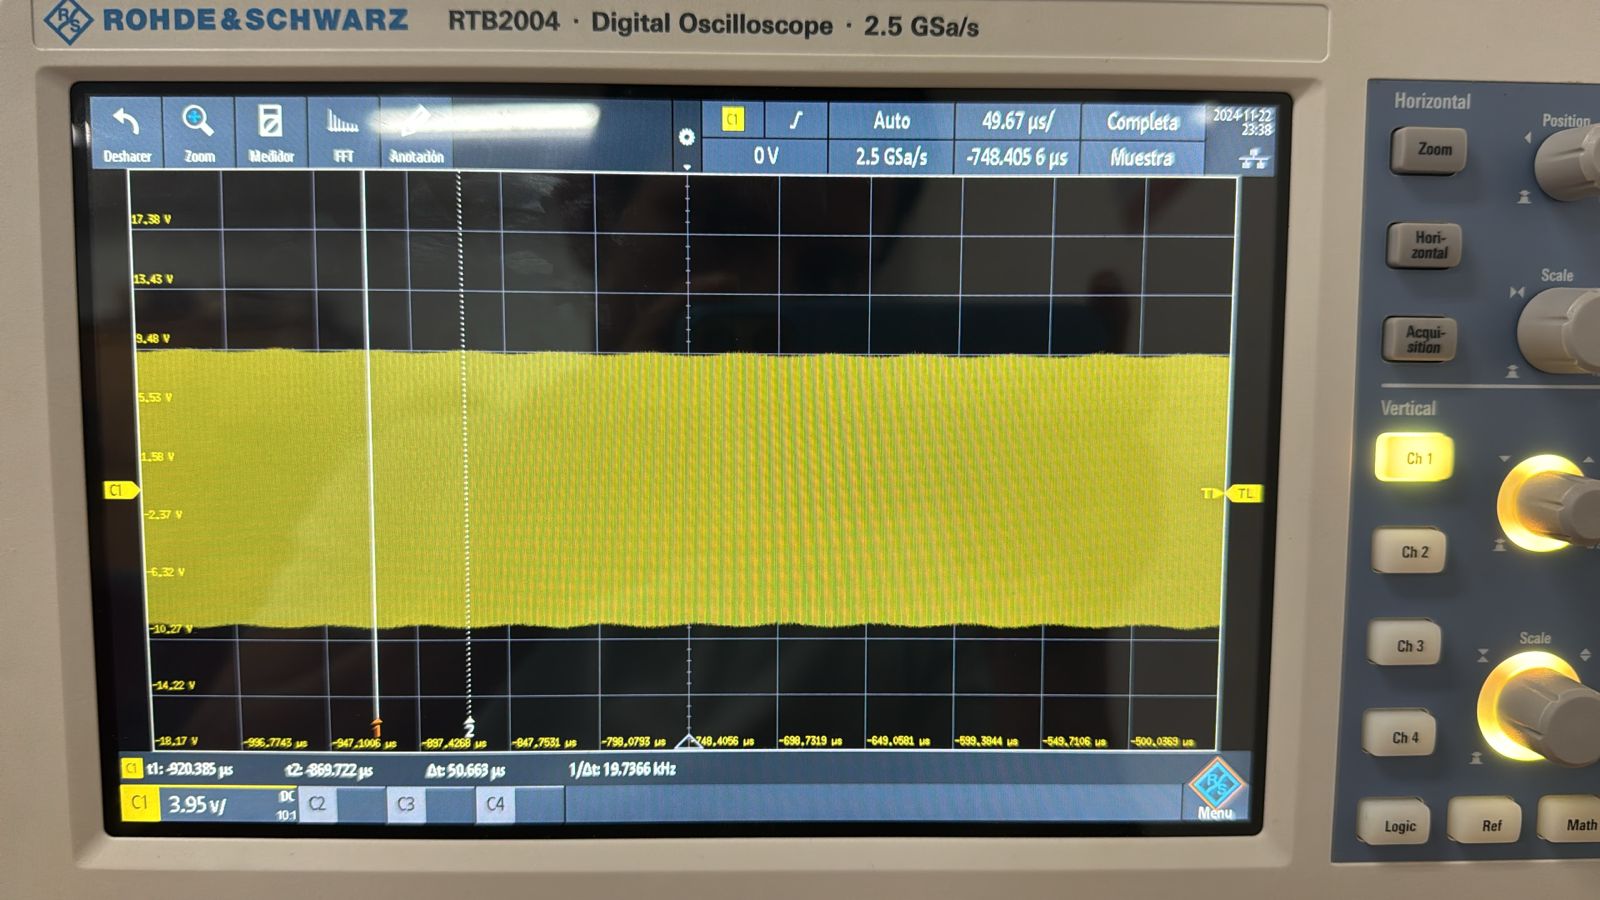 ROHDE & SCHWARZ RTB2004 · Digital Oscilloscope · 2.5 GSa/s
Deshacer Zoom Medidor FFT Anotación
C1 Auto 49.67 µs/ Completa 2024-11-22
23:38
0 V 2.5 GSa/s -748.405 6 µs Muestra
17.38 V
13.43 V
9.48 V
5.53 V
1.58 V
C1
TL
-2.37 V
-6.32 V
-10.27 V
-14.22 V
1 2
-18.17 V -996.7743 µs -947.1006 µs -897.4268 µs -847.7531 µs -798.0793 µs -748.4056 µs -698.7319 µs -649.0581 µs -599.3844 µs -549.7106 µs -500.0369 µs
C1 t1: -920.385 µs t2: -869.722 µs Δt: 50.663 µs 1/Δt: 19.7366 kHz
C1 3.95 V/ DC
10:1
C2 C3 C4
Menu
Horizontal
Position
Zoom
Hori-
zontal
Scale
Acqui-
sition
Vertical
Ch 1
Ch 2
Ch 3
Scale
Ch 4
Logic Ref Math